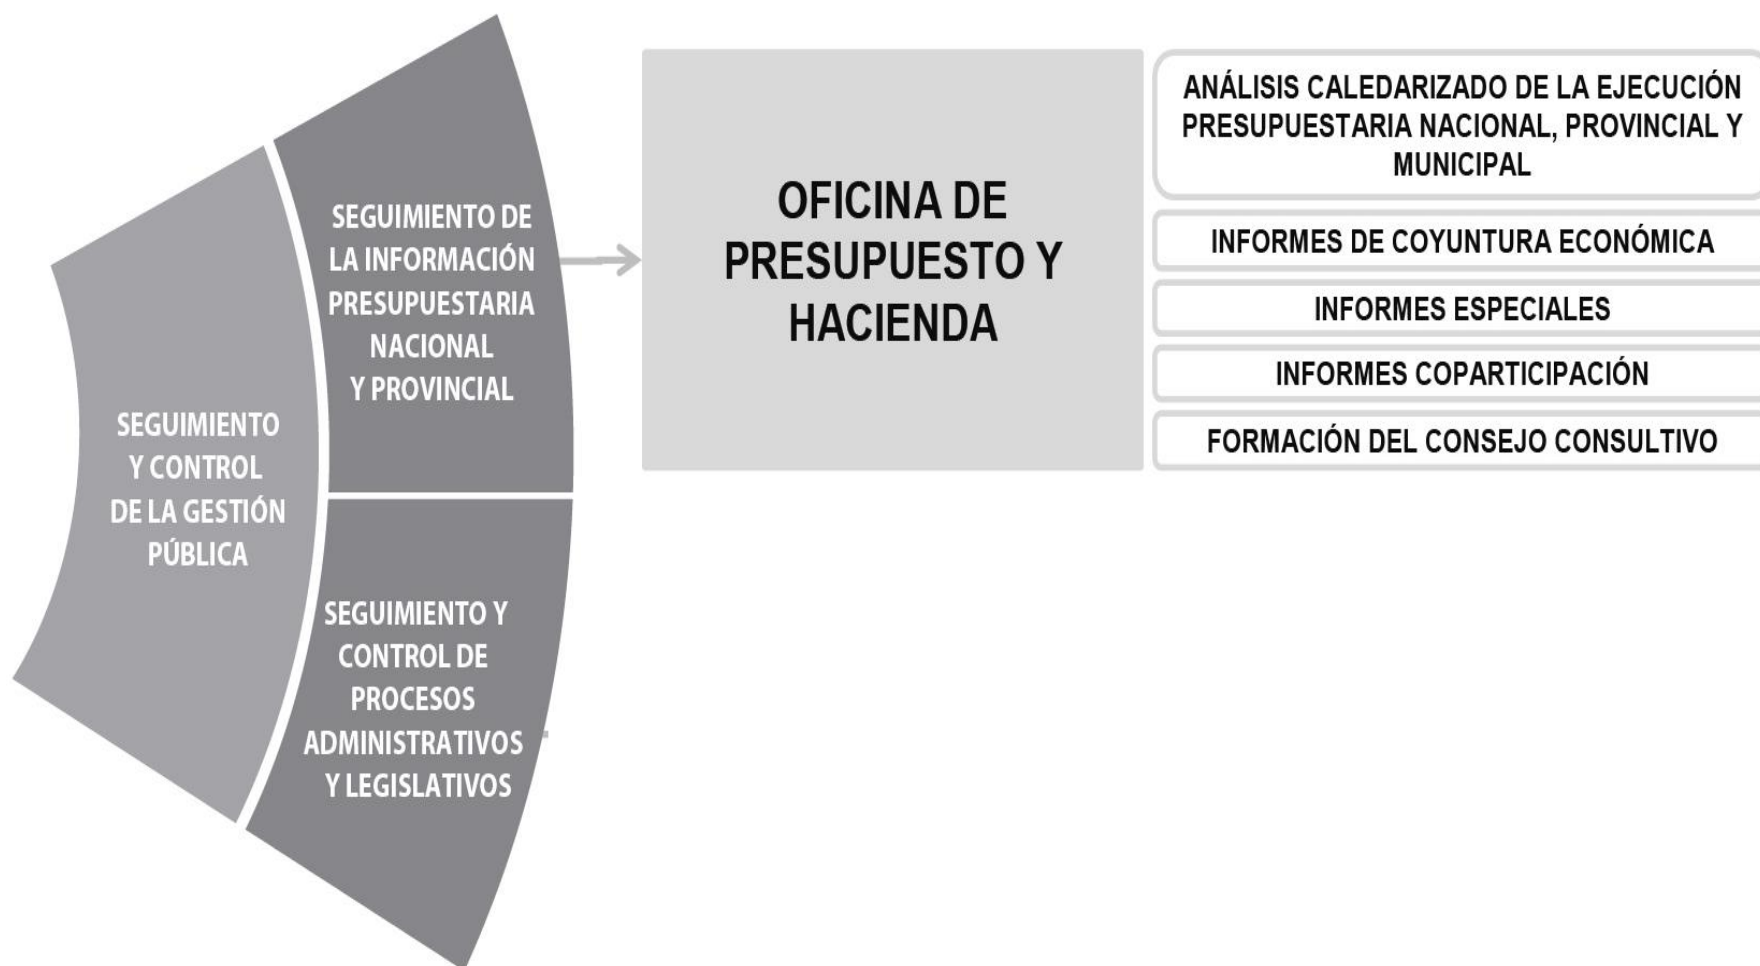 SEGUIMIENTO
Y CONTROL
DE LA GESTIÓN
PÚBLICA
SEGUIMIENTO DE
LA INFORMACIÓN
PRESUPUESTARIA
NACIONAL
Y PROVINCIAL
SEGUIMIENTO Y
CONTROL DE
PROCESOS
ADMINISTRATIVOS
Y LEGISLATIVOS
OFICINA DE
PRESUPUESTO Y
HACIENDA
ANÁLISIS CALEDARIZADO DE LA EJECUCIÓN
PRESUPUESTARIA NACIONAL, PROVINCIAL Y
MUNICIPAL
INFORMES DE COYUNTURA ECONÓMICA
INFORMES ESPECIALES
INFORMES COPARTICIPACIÓN
FORMACIÓN DEL CONSEJO CONSULTIVO